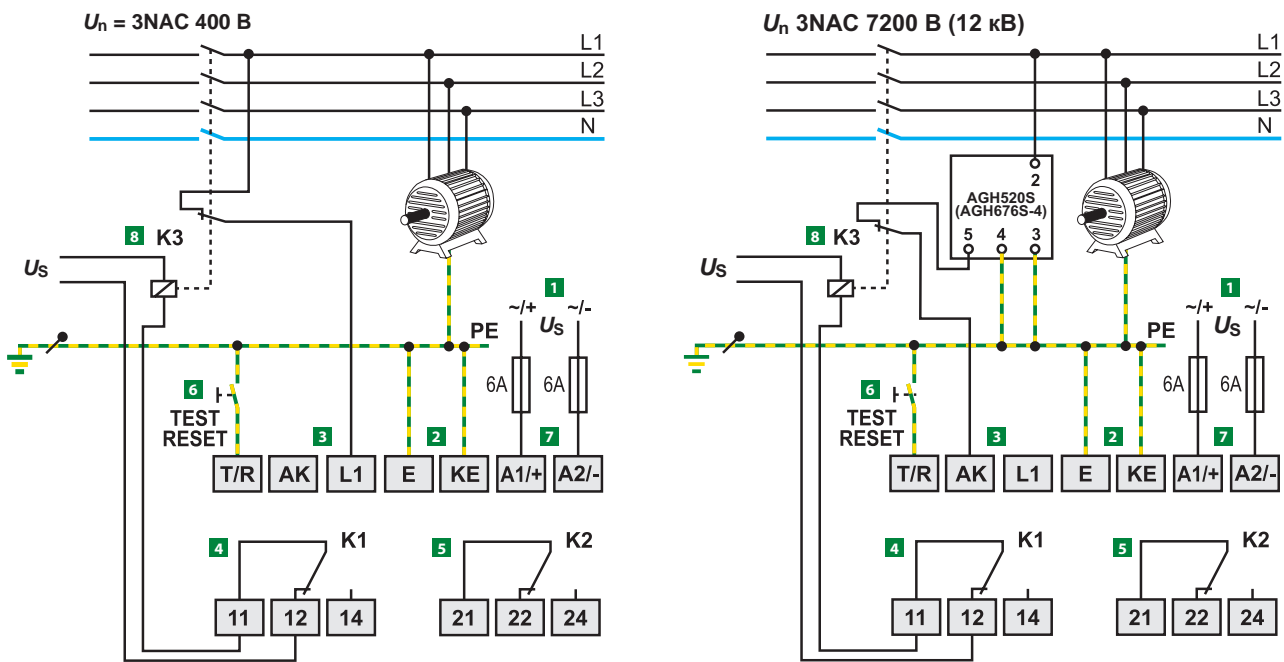 Un = 3NAC 400 В
L1
L2
L3
N
8 K3
US
1
~/+ ~/-
US
PE
6A 6A
6
TEST
RESET
3 2 7
T/R AK L1 E KE A1/+ A2/-
4 K1 5 K2
11 12 14 21 22 24
Un 3NAC 7200 В (12 кВ)
L1
L2
L3
N
2
AGH520S
(AGH676S-4)
5 4 3
8 K3
US
1
~/+ ~/-
US
PE
6A 6A
6
TEST
RESET
3 2 7
T/R AK L1 E KE A1/+ A2/-
4 K1 5 K2
11 12 14 21 22 24